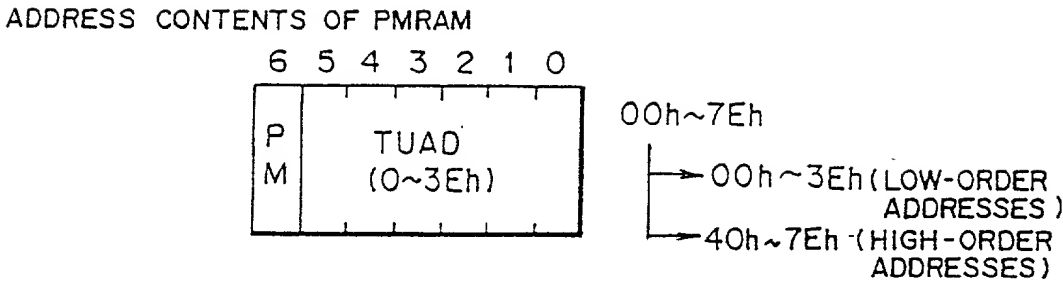 ADDRESS CONTENTS OF PMRAM
6 5 4 3 2 1 0
PM
TUAD
(0~3Eh)
00h~7Eh
00h~3Eh (LOW-ORDER
ADDRESSES)
40h~7Eh (HIGH-ORDER
ADDRESSES)